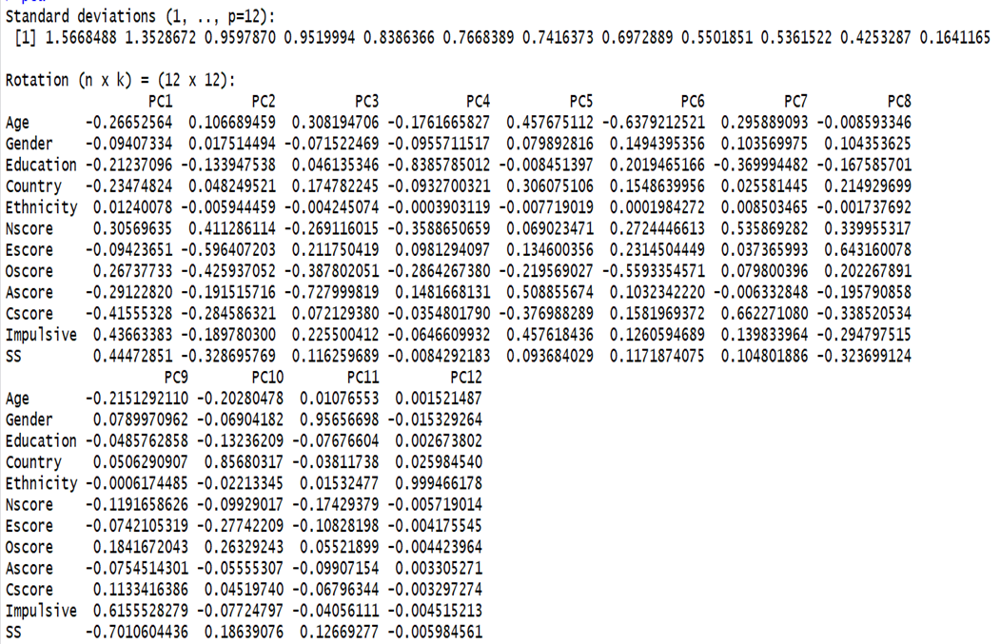 Standard deviations (1, .., p=12):
[1] 1.5668488 1.3528672 0.9597870 0.9519994 0.8386366 0.7668389 0.7416373 0.6972889 0.5501851 0.5361522 0.4253287 0.1641165
Rotation (n x k) = (12 x 12):
PC1 PC2 PC3 PC4 PC5 PC6 PC7 PC8
Age -0.26652564 0.106689459 0.308194706 -0.1761665827 0.457675112 -0.6379212521 0.295889093 -0.008593346
Gender -0.09407334 0.017514494 -0.071522469 -0.0955711517 0.079892816 0.1494395356 0.103569975 0.104353625
Education -0.21237096 -0.133947538 0.046135346 -0.8385785012 -0.008451397 0.2019465166 -0.369994482 -0.167585701
Country -0.23474824 0.048249521 0.174782245 -0.0932700321 0.306075106 0.1548639956 0.025581445 0.214929699
Ethnicity 0.01240078 -0.005944459 -0.004245074 -0.0003903119 -0.007719019 0.0001984272 0.008503465 -0.001737692
Nscore 0.30569635 0.411286114 -0.269116015 -0.3588650659 0.069023471 0.2724446613 0.535869282 0.339955317
Escore -0.09423651 -0.596407203 0.211750419 0.0981294097 0.134600356 0.2314504449 0.037365993 0.643160078
Oscore 0.26737733 -0.425937052 -0.387802051 -0.2864267380 -0.219569027 -0.5593354571 0.079800396 0.202267891
Ascore -0.29122820 -0.191515716 -0.727999819 0.1481668131 0.508855674 0.1032342220 -0.006332848 -0.195790858
Cscore -0.41555328 -0.284586321 0.072129380 -0.0354801790 -0.376988289 0.1581969372 0.662271080 -0.338520534
Impulsive 0.43663383 -0.189780300 0.225500412 -0.0646609932 0.457618436 0.1260594689 0.139833964 -0.294797515
SS 0.44472851 -0.328695769 0.116259689 -0.0084292183 0.093684029 0.1171874075 0.104801886 -0.323699124
PC9 PC10 PC11 PC12
Age -0.2151292110 -0.20280478 0.01076553 0.001521487
Gender 0.0789970962 -0.06904182 0.95656698 -0.015329264
Education -0.0485762858 -0.13236209 -0.07676604 0.002673802
Country 0.0506290907 0.85680317 -0.03811738 0.025984540
Ethnicity -0.0006174485 -0.02213345 0.01532477 0.999466178
Nscore -0.1191658626 -0.09929017 -0.17429379 -0.005719014
Escore -0.0742105319 -0.27742209 -0.10828198 -0.004175545
Oscore 0.1841672043 0.26329243 0.05521899 -0.004423964
Ascore -0.0754514301 -0.05555307 -0.09907154 0.003305271
Cscore 0.1133416386 0.04519740 -0.06796344 -0.003297274
Impulsive 0.6155528279 -0.07724797 -0.04056111 -0.004515213
SS -0.7010604436 0.18639076 0.12669277 -0.005984561